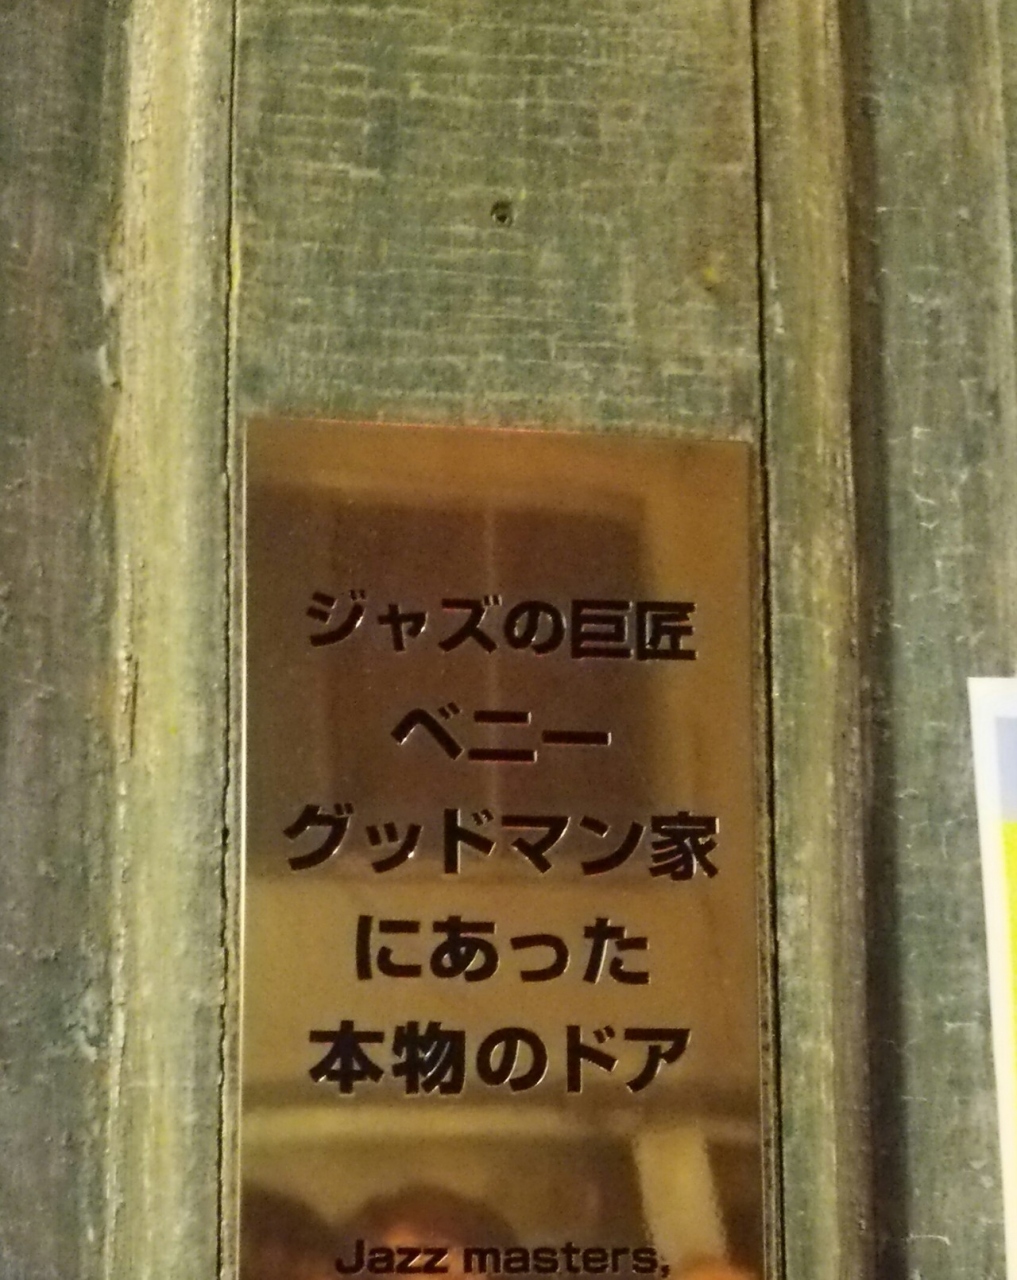 ジャズの巨匠
ベニー
グッドマン家
にあった
本物のドア
Jazz masters,